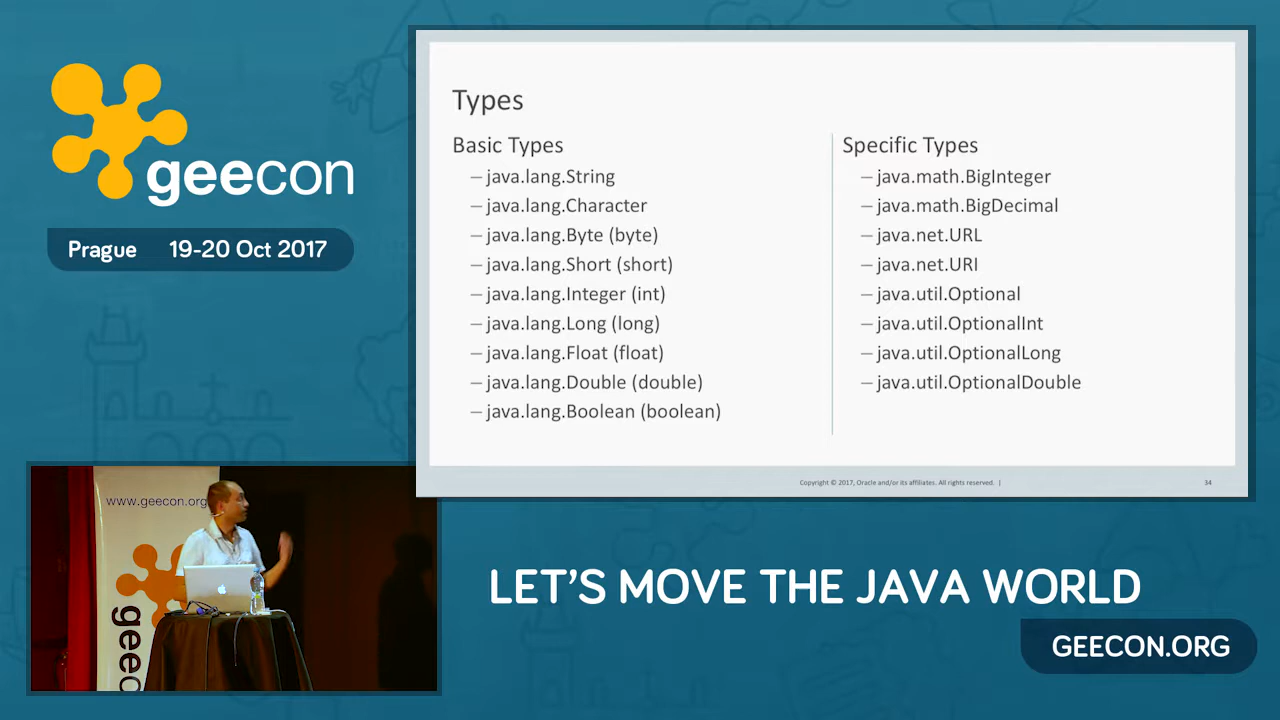 geecon
Prague 19-20 Oct 2017
Types
Basic Types
– java.lang.String
– java.lang.Character
– java.lang.Byte (byte)
– java.lang.Short (short)
– java.lang.Integer (int)
– java.lang.Long (long)
– java.lang.Float (float)
– java.lang.Double (double)
– java.lang.Boolean (boolean)
Specific Types
– java.math.BigInteger
– java.math.BigDecimal
– java.net.URL
– java.net.URI
– java.util.Optional
– java.util.OptionalInt
– java.util.OptionalLong
– java.util.OptionalDouble
Copyright © 2017, Oracle and/or its affiliates. All rights reserved. |
34
www.geecon.org
geec
LET'S MOVE THE JAVA WORLD
GEECON.ORG